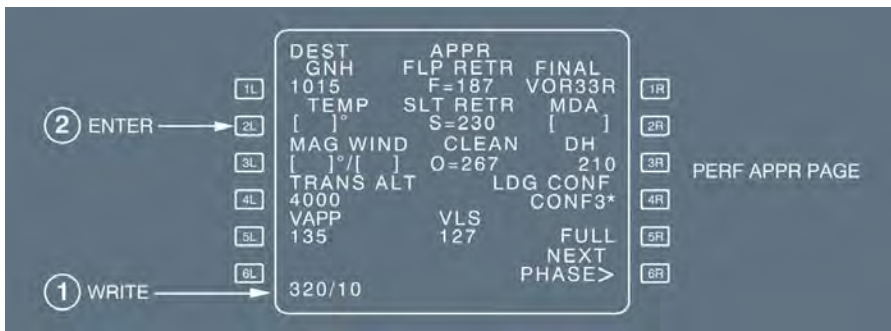 DEST APPR
GNH FLP RETR FINAL
1L 1015 F=187 VOR33R 1R
TEMP SLT RETR MDA
2 ENTER 2L [ ]° S=230 [ ] 2R
MAG WIND CLEAN DH
3L [ ]°/[ ] O=267 210 3R PERF APPR PAGE
TRANS ALT LDG CONF
4L 4000 CONF3* 4R
VAPP VLS
5L 135 127 FULL 5R
NEXT
6L PHASE> 6R
1 WRITE 320/10